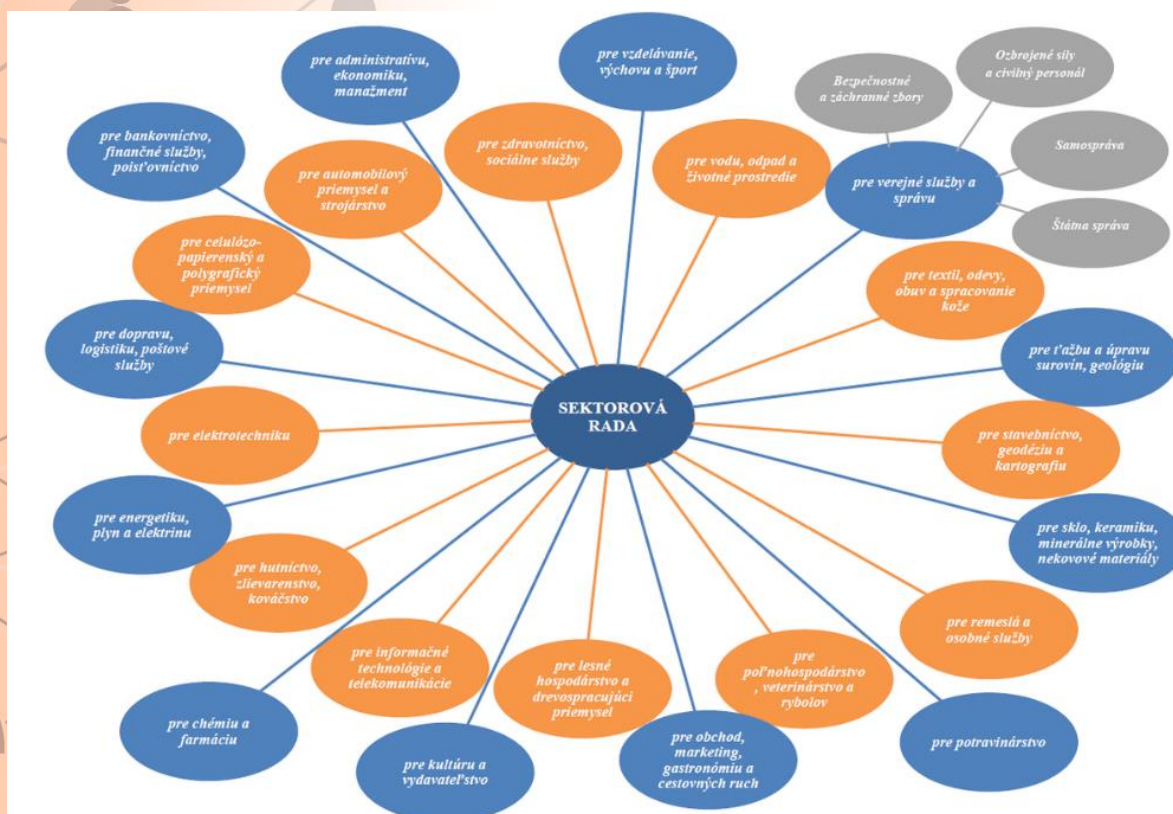 pre administratívu,
ekonomiku,
manažment
pre vzdelávanie,
výchovu a šport
Bezpečnostné
a záchranné zbory
Ozbrojené sily
a civilný personál
pre bankovníctvo,
finančné služby,
poisťovníctvo
pre automobilový
priemysel a
strojárstvo
pre zdravotníctvo,
sociálne služby
pre vodu, odpad a
životné prostredie
pre verejné služby a
správu
Samospráva
Štátna správa
pre celulózo-
papierenský a
polygrafický
priemysel
pre textil, odevy,
obuv a spracovanie
kože
pre dopravu,
logistiku, poštové
služby
pre ťažbu a úpravu
surovín, geológiu
SEKTOROVÁ
RADA
pre elektrotechniku
pre stavebníctvo,
geodéziu a
kartografiu
pre energetiku,
plyn a elektrinu
pre sklo, keramiku,
minerálne výrobky,
nekovové materiály
pre hutníctvo,
zlievarenstvo,
kováčstvo
pre remeslá a
osobné služby
pre informačné
technológie a
telekomunikácie
pre lesné
hospodárstvo a
drevospracujúci
priemysel
pre
poľnohospodárstvo
, veterinárstvo a
rybolov
pre chémiu a
farmáciu
pre kultúru a
vydavateľstvo
pre obchod,
marketing,
gastronómiu a
cestovných ruch
pre potravinárstvo